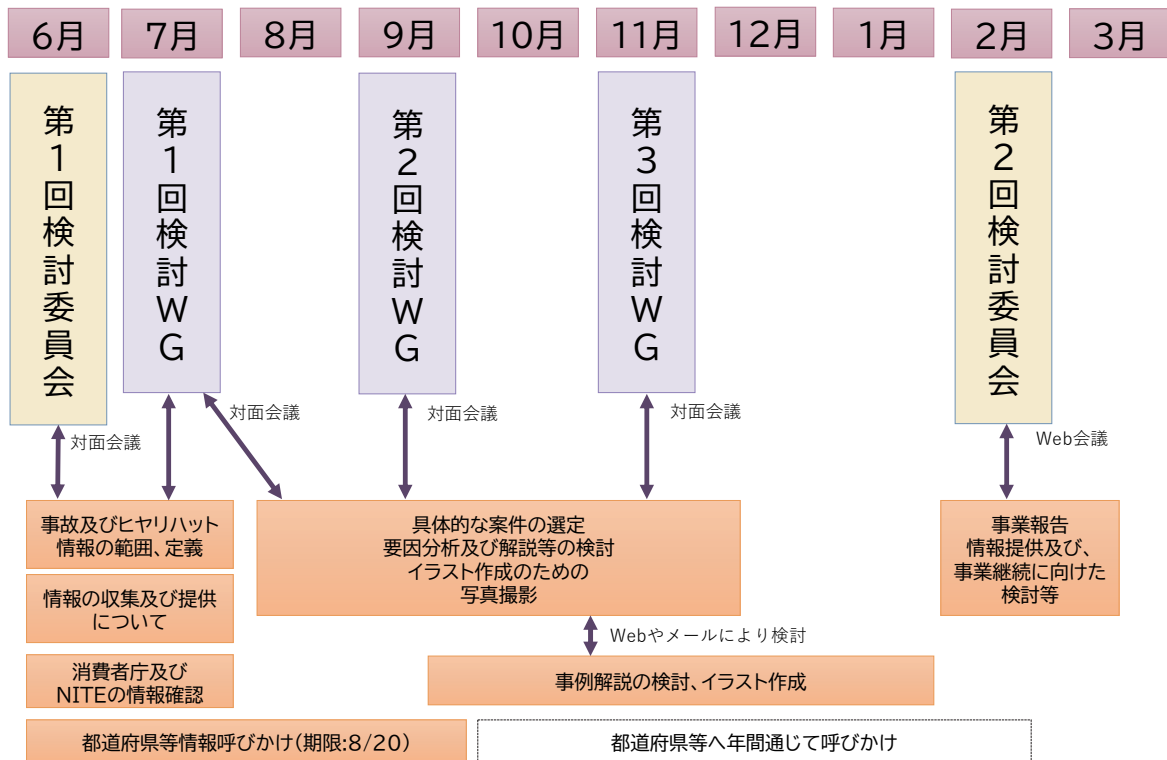 6月
7月
8月
9月
10月
11月
12月
1月
2月
3月
第1回検討委員会
第1回検討WG
第2回検討WG
第3回検討WG
第2回検討委員会
対面会議
対面会議
対面会議
対面会議
Web会議
事故及びヒヤリハット
情報の範囲、定義
情報の収集及び提供
について
消費者庁及び
NITEの情報確認
具体的な案件の選定
要因分析及び解説等の検討
イラスト作成のための
写真撮影
Webやメールにより検討
事例解説の検討、イラスト作成
事業報告
情報提供及び、
事業継続に向けた
検討等
都道府県等情報呼びかけ(期限:8/20)
都道府県等へ年間通じて呼びかけ